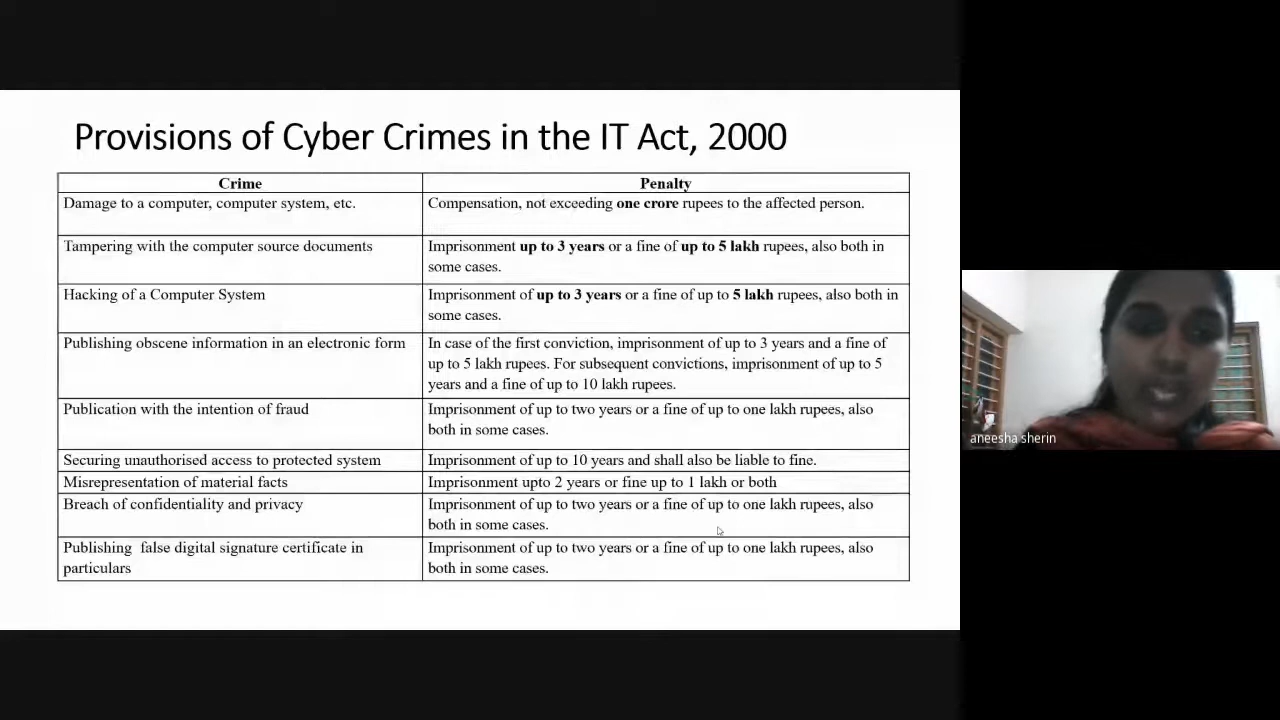 Provisions of Cyber Crimes in the IT Act, 2000
Crime
Penalty
Damage to a computer, computer system, etc.
Compensation, not exceeding one crore rupees to the affected person.
Tampering with the computer source documents
Imprisonment up to 3 years or a fine of up to 5 lakh rupees, also both in
some cases.
Hacking of a Computer System
Imprisonment of up to 3 years or a fine of up to 5 lakh rupees, also both in
some cases.
Publishing obscene information in an electronic form
In case of the first conviction, imprisonment of up to 3 years and a fine of
up to 5 lakh rupees. For subsequent convictions, imprisonment of up to 5
years and a fine of up to 10 lakh rupees.
Publication with the intention of fraud
Imprisonment of up to two years or a fine of up to one lakh rupees, also
both in some cases.
Securing unauthorised access to protected system
Imprisonment of up to 10 years and shall also be liable to fine.
Misrepresentation of material facts
Imprisonment upto 2 years or fine up to 1 lakh or both
Breach of confidentiality and privacy
Imprisonment of up to two years or a fine of up to one lakh rupees, also
both in some cases.
Publishing false digital signature certificate in
particulars
Imprisonment of up to two years or a fine of up to one lakh rupees, also
both in some cases.
aneesha sherin